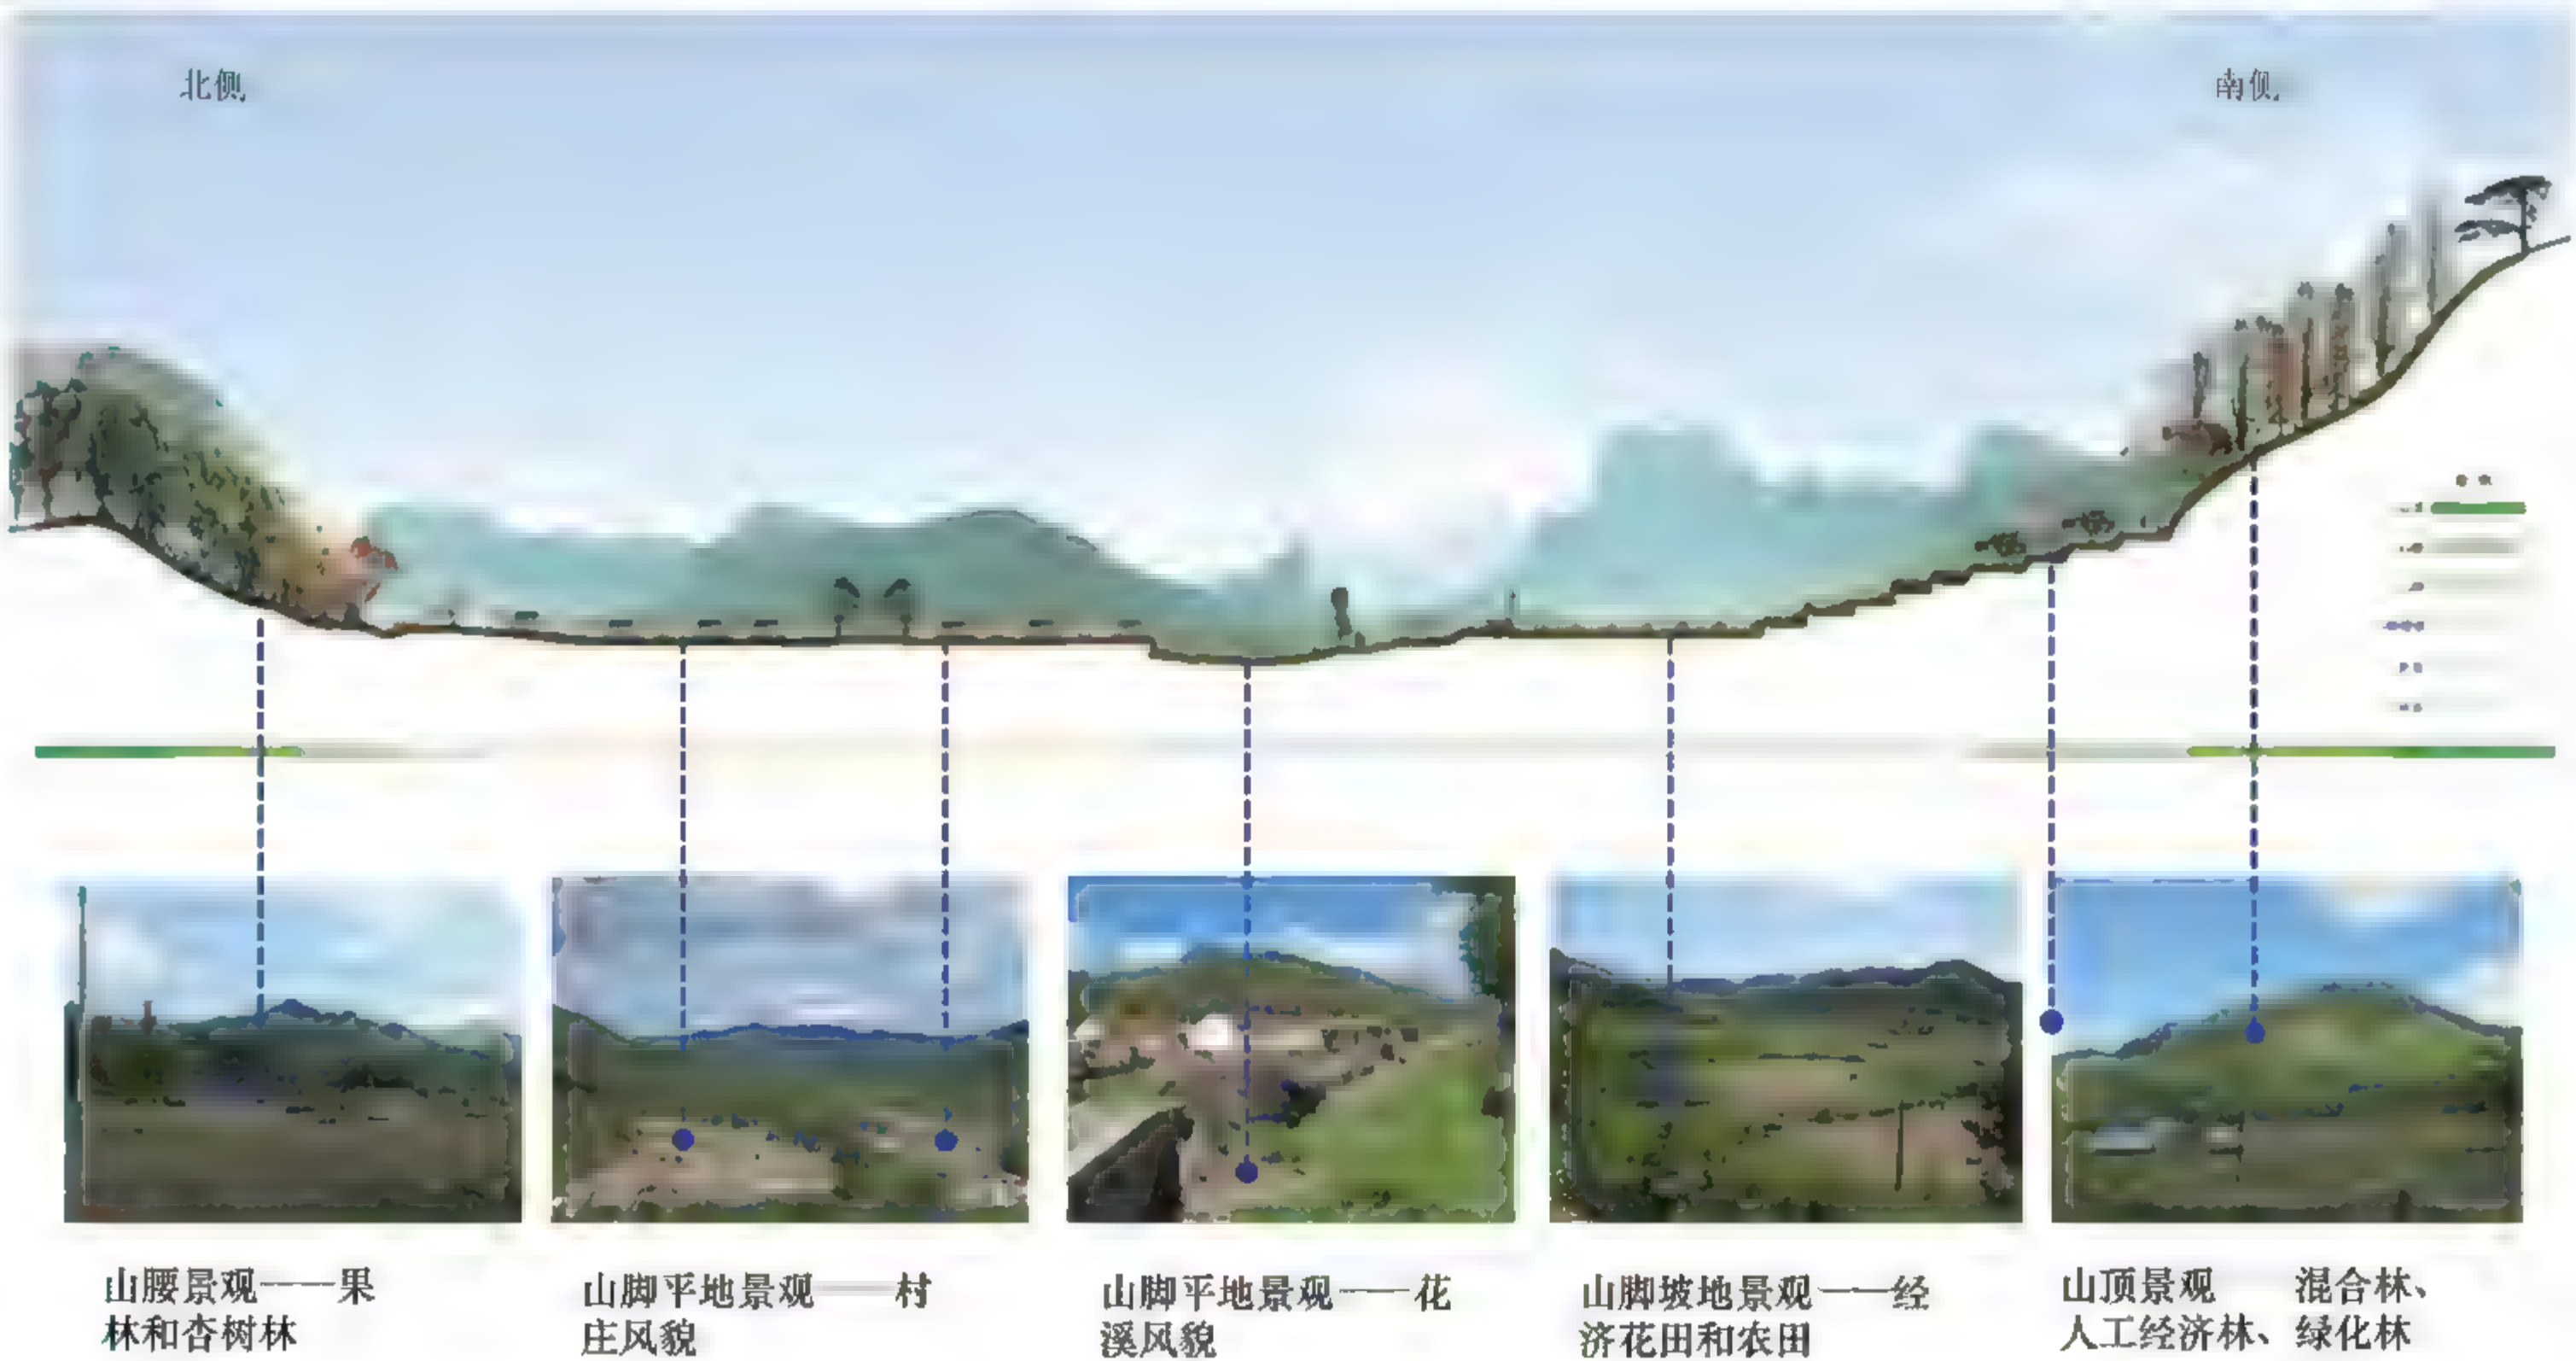 北侧
南侧
山腰景观——果
林和杏树林
山脚平地景观——村
庄风貌
山脚平地景观——花
溪风貌
山脚坡地景观——经
济花田和农田
山顶景观 混合林、
人工经济林、绿化林